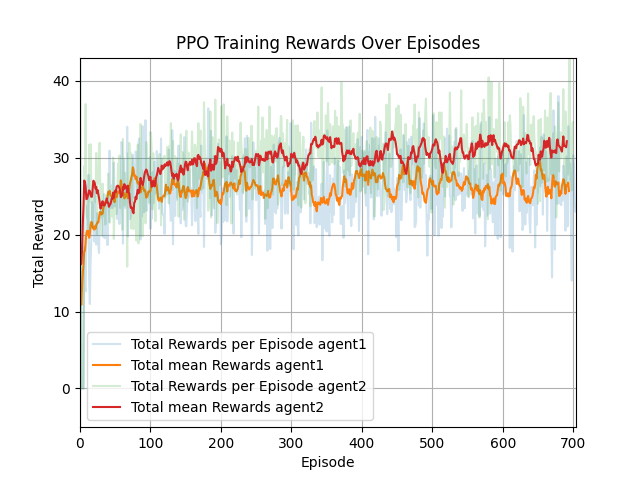 PPO Training Rewards Over Episodes
Total Reward
40
30
20
10
0
Total Rewards per Episode agent1
Total mean Rewards agent1
Total Rewards per Episode agent2
Total mean Rewards agent2
0 100 200 300 400 500 600 700
Episode